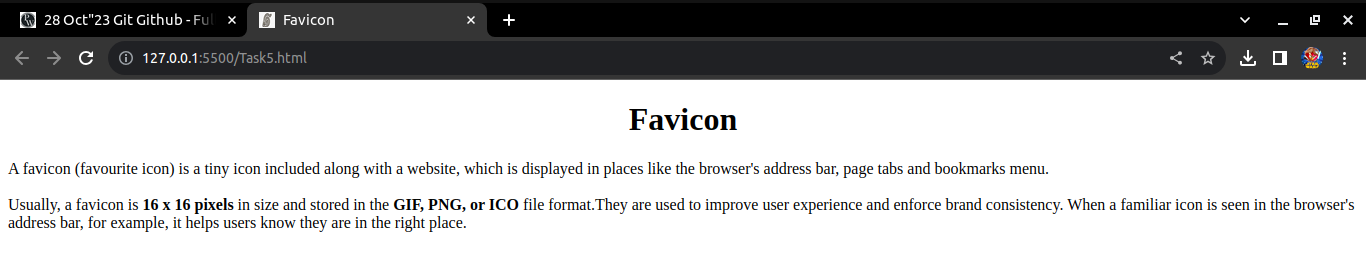 28 Oct"23 Git Github - Ful
Favicon
127.0.0.1:5500/Task5.html
Favicon
A favicon (favourite icon) is a tiny icon included along with a website, which is displayed in places like the browser's address bar, page tabs and bookmarks menu.
Usually, a favicon is 16 x 16 pixels in size and stored in the GIF, PNG, or ICO file format.They are used to improve user experience and enforce brand consistency. When a familiar icon is seen in the browser's
address bar, for example, it helps users know they are in the right place.